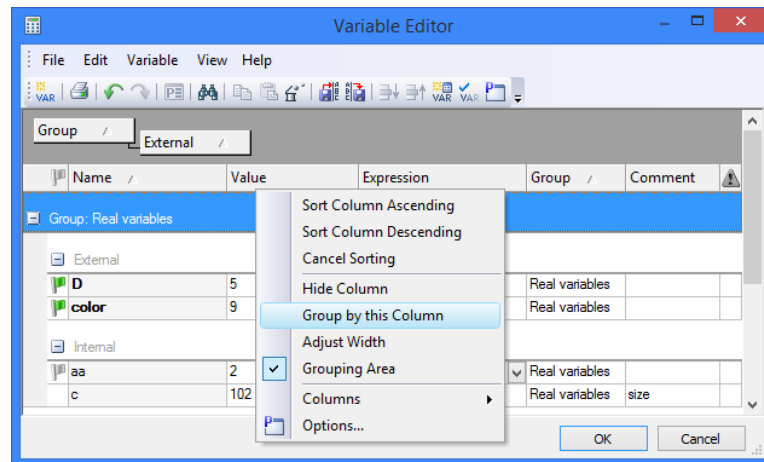 Variable Editor
File Edit Variable View Help
VAR PE VAR VAR P
Group
External
Name Value Expression Group Comment
Group: Real variables
External
D 5 Real variables
color 9 Real variables
Internal
aa 2 Real variables
c 102 Real variables size
Sort Column Ascending
Sort Column Descending
Cancel Sorting
Hide Column
Group by this Column
Adjust Width
Grouping Area
Columns
P Options...
OK Cancel